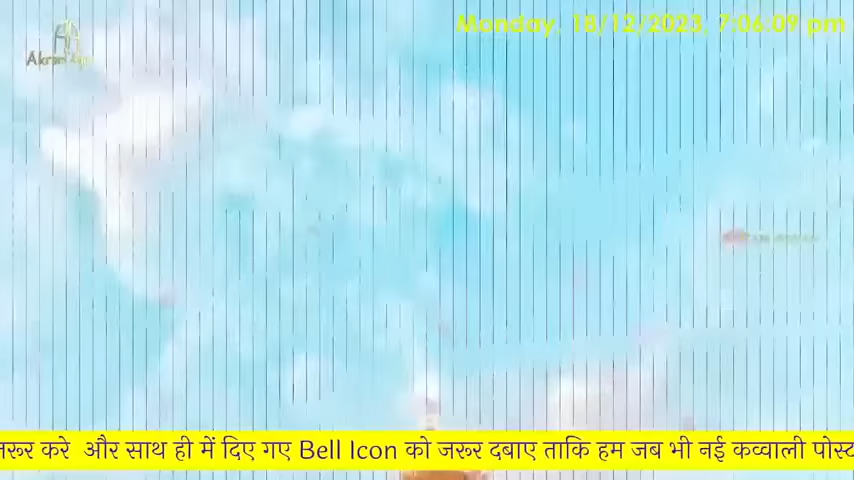 Monday, 18/12/2023, 7:06:09 pm
करे और साथ ही में दिए गए Bell Icon को जरूर दबाए ताकि हम जब भी नई कव्वाली पोस्ट